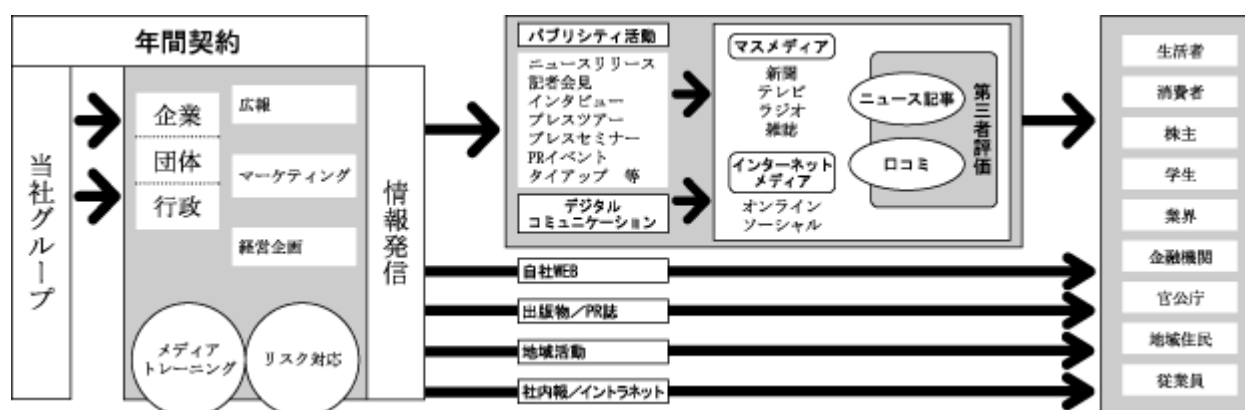 年間契約
当社グループ
企業
団体
行政
広報
マーケティング
経営企画
メディア
トレーニング
リスク対応
情報発信
パブリシティ活動
ニュースリリース
記者会見
インタビュー
プレスツアー
プレスセミナー
PRイベント
タイアップ 等
デジタル
コミュニケーション
マスメディア
新聞
テレビ
ラジオ
雑誌
インターネット
メディア
オンライン
ソーシャル
ニュース記事
口コミ
第三者評価
自社WEB
出版物/PR誌
地域活動
社内報/イントラネット
生活者
消費者
株主
学生
業界
金融機関
官公庁
地域住民
従業員